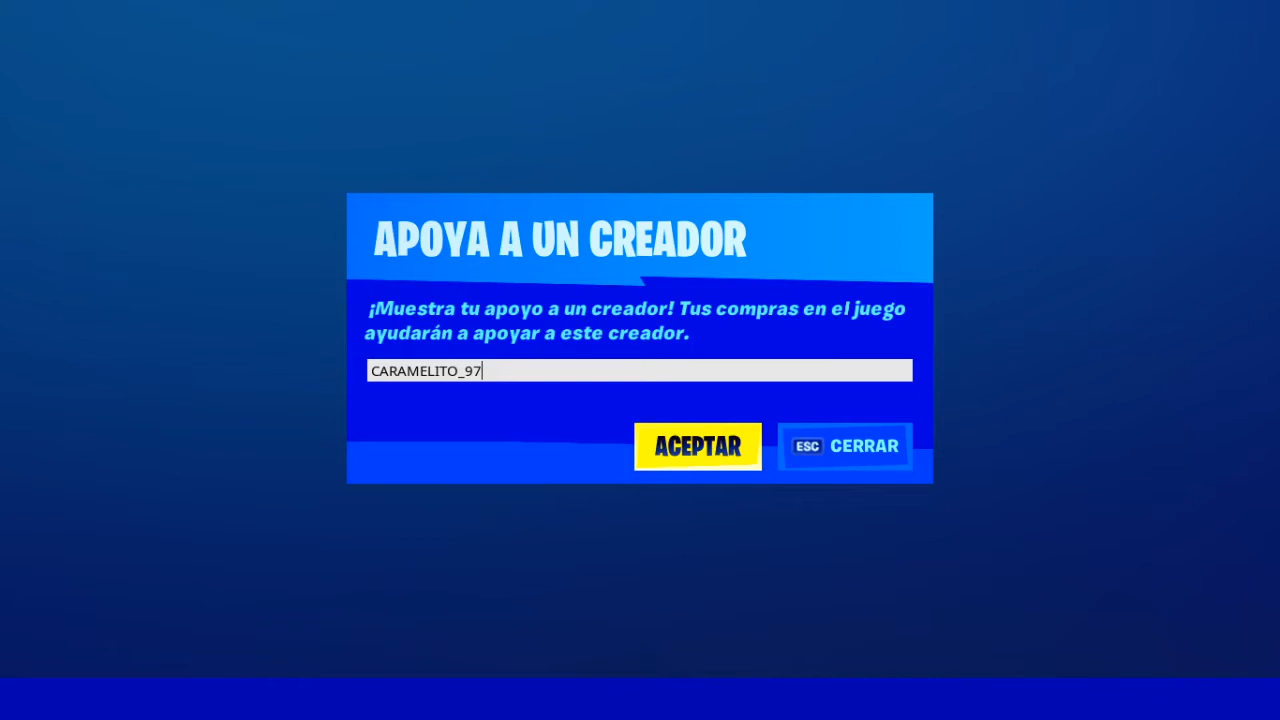 APOYA A UN CREADOR
¡Muestra tu apoyo a un creador! Tus compras en el juego
ayudarán a apoyar a este creador.
CARAMELITO_97
ACEPTAR
ESC CERRAR